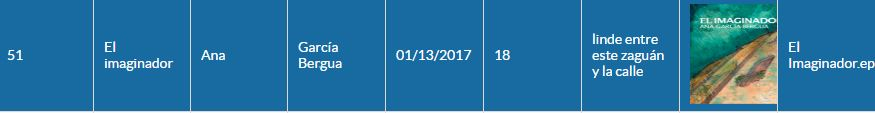 51
El
imaginador
Ana
García
Bergua
01/13/2017
18
linde entre
este zaguán
y la calle
EL IMAGINADO
ANA GARCÍA BERGUA
El
Imaginador.ep